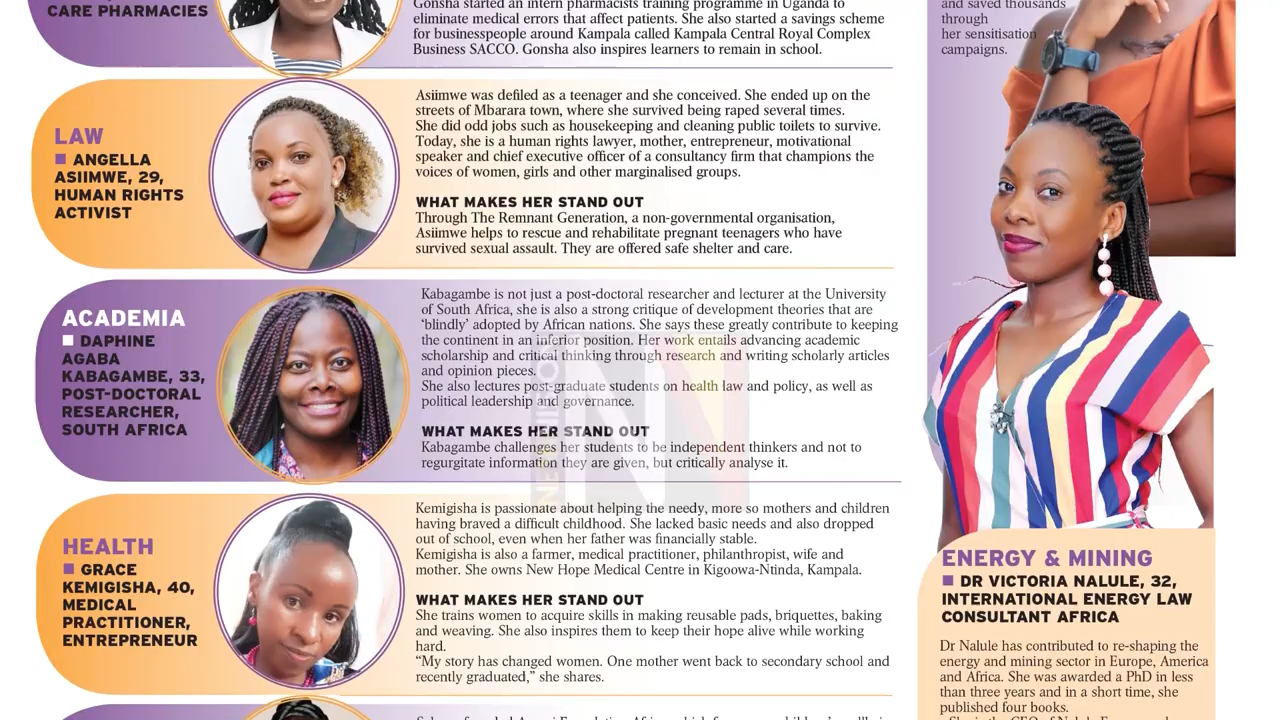 CARE PHARMACIES
Gonsha started an intern pharmacists training programme in Uganda to
eliminate medical errors that affect patients. She also started a savings scheme
for businesspeople around Kampala called Kampala Central Royal Complex
Business SACCO. Gonsha also inspires learners to remain in school.
LAW
■ ANGELLA
ASIIMWE, 29,
HUMAN RIGHTS
ACTIVIST
Asiimwe was defiled as a teenager and she conceived. She ended up on the
streets of Mbarara town, where she survived being raped several times.
She did odd jobs such as housekeeping and cleaning public toilets to survive.
Today, she is a human rights lawyer, mother, entrepreneur, motivational
speaker and chief executive officer of a consultancy firm that champions the
voices of women, girls and other marginalised groups.
WHAT MAKES HER STAND OUT
Through The Remnant Generation, a non-governmental organisation,
Asiimwe helps to rescue and rehabilitate pregnant teenagers who have
survived sexual assault. They are offered safe shelter and care.
ACADEMIA
■ DAPHINE
AGABA
KABAGAMBE, 33,
POST-DOCTORAL
RESEARCHER,
SOUTH AFRICA
Kabagambe is not just a post-doctoral researcher and lecturer at the University
of South Africa, she is also a strong critique of development theories that are
‘blindly’ adopted by African nations. She says these greatly contribute to keeping
the continent in an inferior position. Her work entails advancing academic
scholarship and critical thinking through research and writing scholarly articles
and opinion pieces.
She also lectures post-graduate students on health law and policy, as well as
political leadership and governance.
WHAT MAKES HER STAND OUT
Kabagambe challenges her students to be independent thinkers and not to
regurgitate information they are given, but critically analyse it.
HEALTH
■ GRACE
KEMIGISHA, 40,
MEDICAL
PRACTITIONER,
ENTREPRENEUR
Kemigisha is passionate about helping the needy, more so mothers and children
having braved a difficult childhood. She lacked basic needs and also dropped
out of school, even when her father was financially stable.
Kemigisha is also a farmer, medical practitioner, philanthropist, wife and
mother. She owns New Hope Medical Centre in Kigoowa-Ntinda, Kampala.
WHAT MAKES HER STAND OUT
She trains women to acquire skills in making reusable pads, briquettes, baking
and weaving. She also inspires them to keep their hope alive while working
hard.
“My story has changed women. One mother went back to secondary school and
recently graduated,” she shares.
and saved thousands
through
her sensitisation
campaigns.
ENERGY & MINING
■ DR VICTORIA NALULE, 32,
INTERNATIONAL ENERGY LAW
CONSULTANT AFRICA
Dr Nalule has contributed to re-shaping the
energy and mining sector in Europe, America
and Africa. She was awarded a PhD in less
than three years and in a short time, she
published four books.